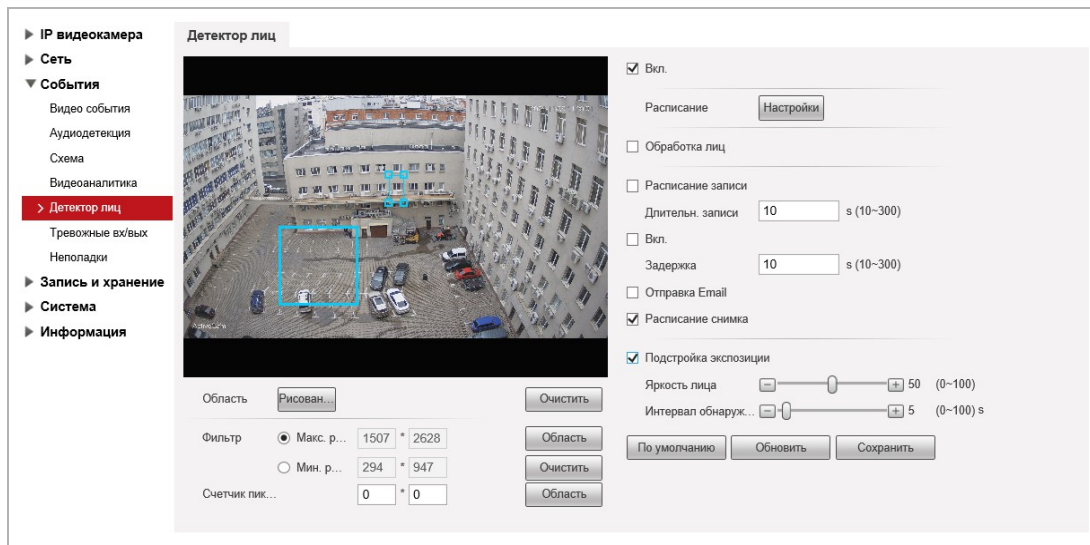 IP видеокамера
Сеть
События
Видео события
Аудиодетекция
Схема
Видеоаналитика
Детектор лиц
Тревожные вх/вых
Неполадки
Запись и хранение
Система
Информация
Детектор лиц
ActiveCam
Область Рисован... Очистить
Фильтр Макс. р... 1507 * 2628 Область
Мин. р... 294 * 947 Очистить
Счетчик пик... 0 * 0 Область
Вкл.
Расписание Настройки
Обработка лиц
Расписание записи
Длительн. записи 10 s (10~300)
Вкл.
Задержка 10 s (10~300)
Отправка Email
Расписание снимка
Подстройка экспозиции
Яркость лица 50 (0~100)
Интервал обнаруж... 5 (0~100) s
По умолчанию Обновить Сохранить